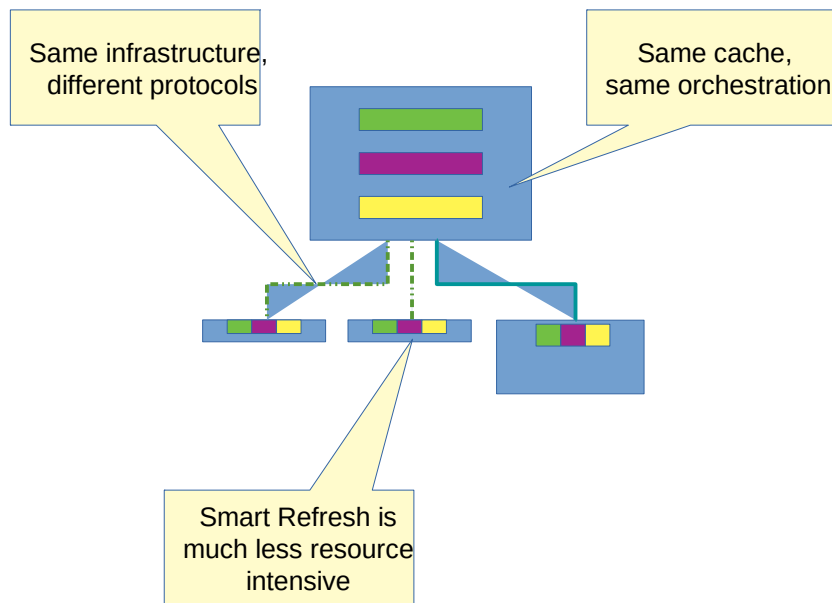 Same infrastructure,
different protocols
Same cache,
same orchestration
Smart Refresh is
much less resource
intensive